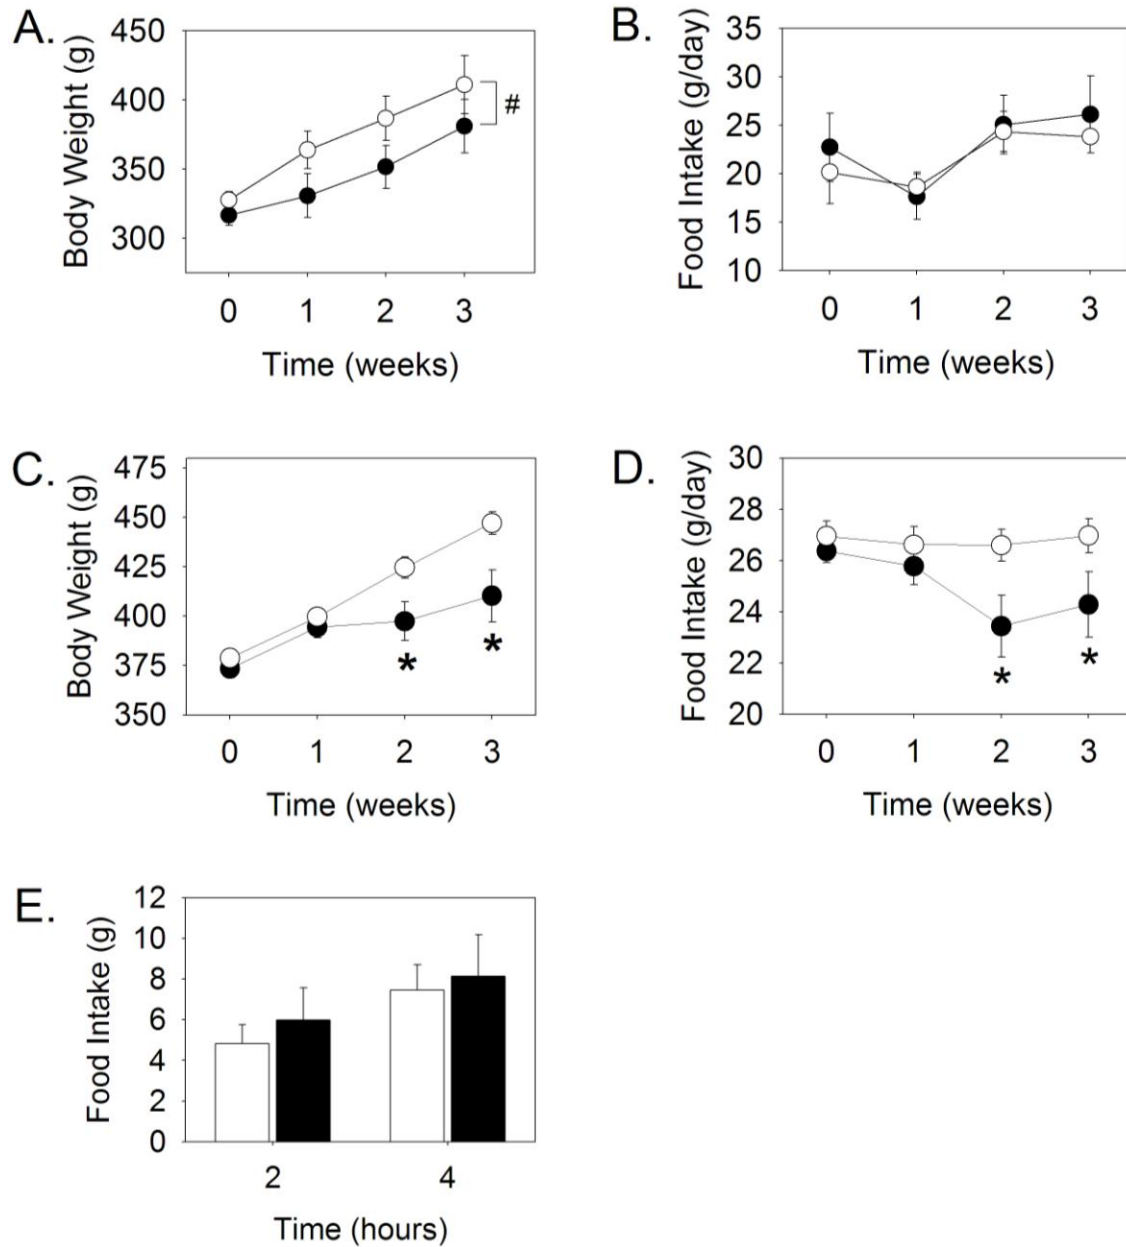 A.
Body Weight (g)
450
400
350
300
#
0 1 2 3
Time (weeks)
B.
Food Intake (g/day)
35
30
25
20
15
10
0 1 2 3
Time (weeks)
C.
Body Weight (g)
475
450
425
400
375
350
* *
0 1 2 3
Time (weeks)
D.
Food Intake (g/day)
30
28
26
24
22
20
* *
0 1 2 3
Time (weeks)
E.
Food Intake (g)
12
10
8
6
4
2
0
2 4
Time (hours)